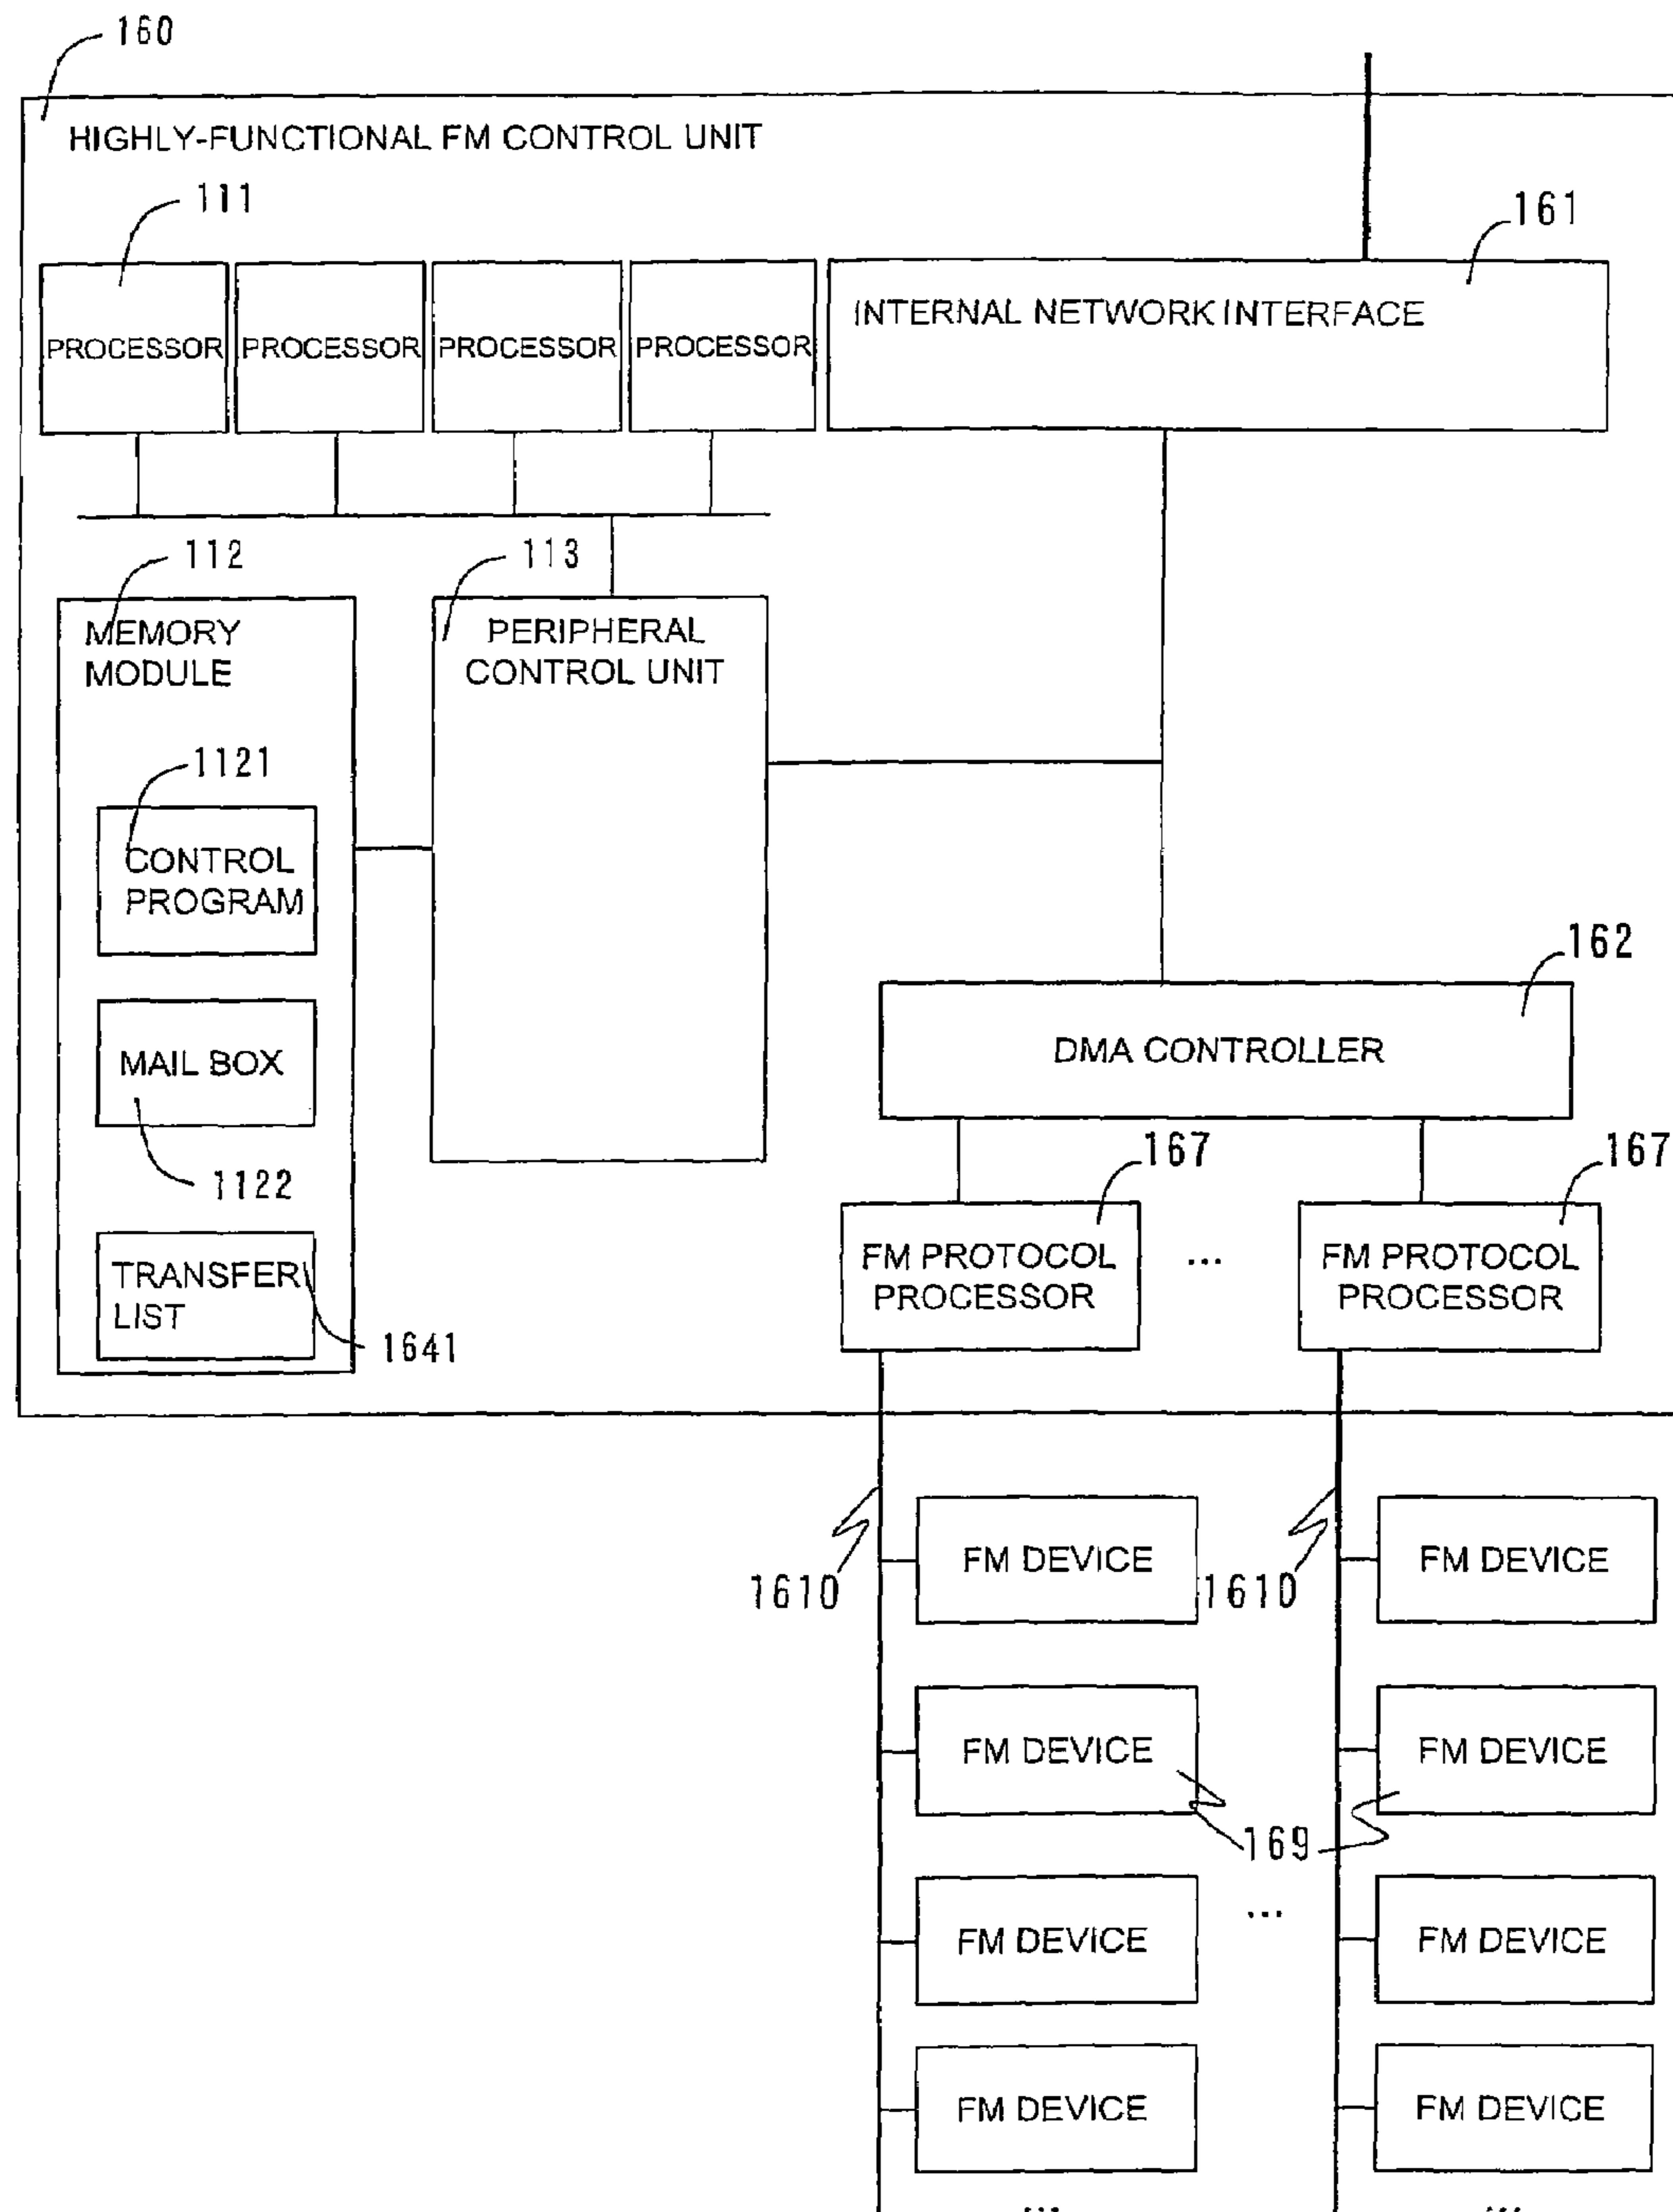 160
HIGHLY-FUNCTIONAL FM CONTROL UNIT
111
161
PROCESSOR
PROCESSOR
PROCESSOR
PROCESSOR
INTERNAL NETWORK INTERFACE
112
113
MEMORY
MODULE
PERIPHERAL
CONTROL UNIT
1121
CONTROL
PROGRAM
162
DMA CONTROLLER
MAIL BOX
1122
167
167
FM PROTOCOL
PROCESSOR
...
FM PROTOCOL
PROCESSOR
TRANSFER
LIST
1641
FM DEVICE
FM DEVICE
1610
1610
FM DEVICE
FM DEVICE
169
FM DEVICE
...
FM DEVICE
FM DEVICE
FM DEVICE
...
...